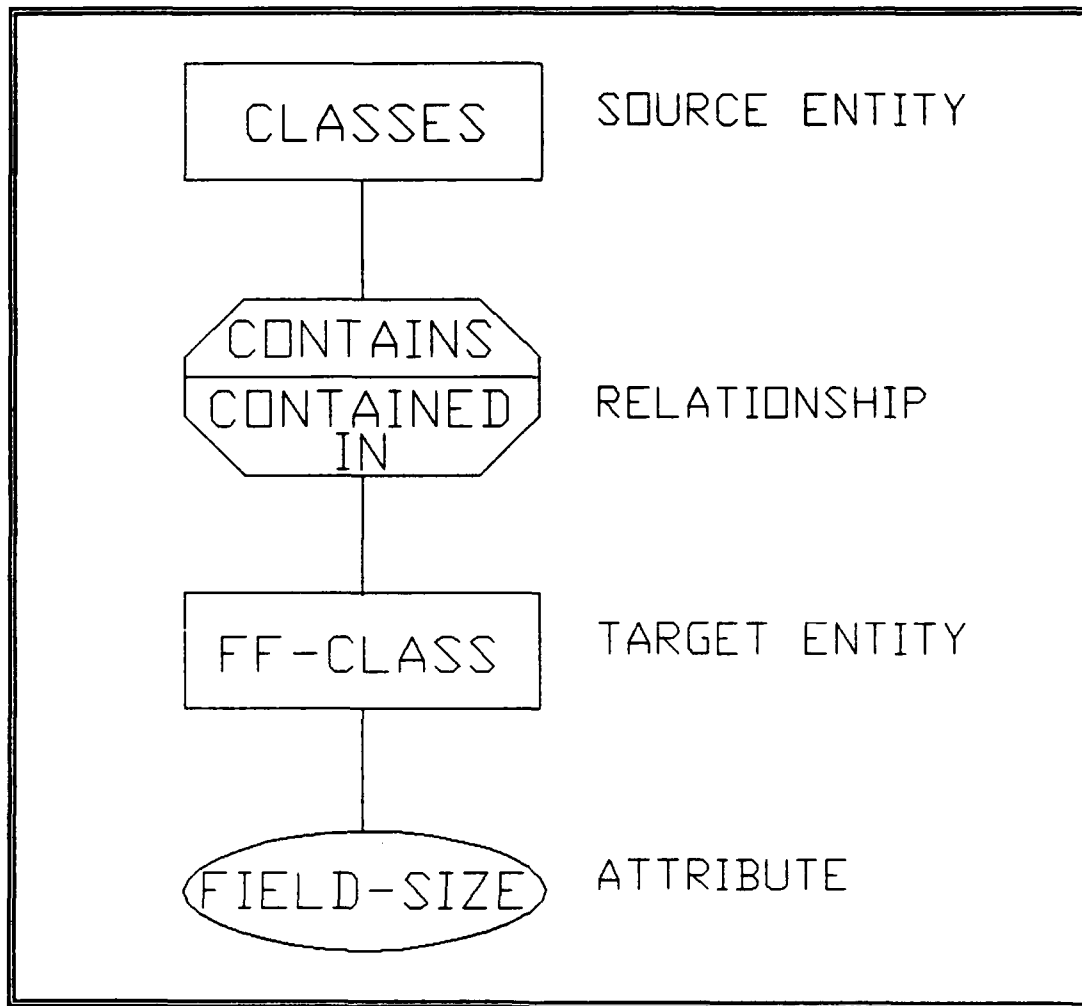 CLASSES SOURCE ENTITY
CONTAINS
CONTAINED RELATIONSHIP
IN
FF-CLASS TARGET ENTITY
FIELD-SIZE ATTRIBUTE